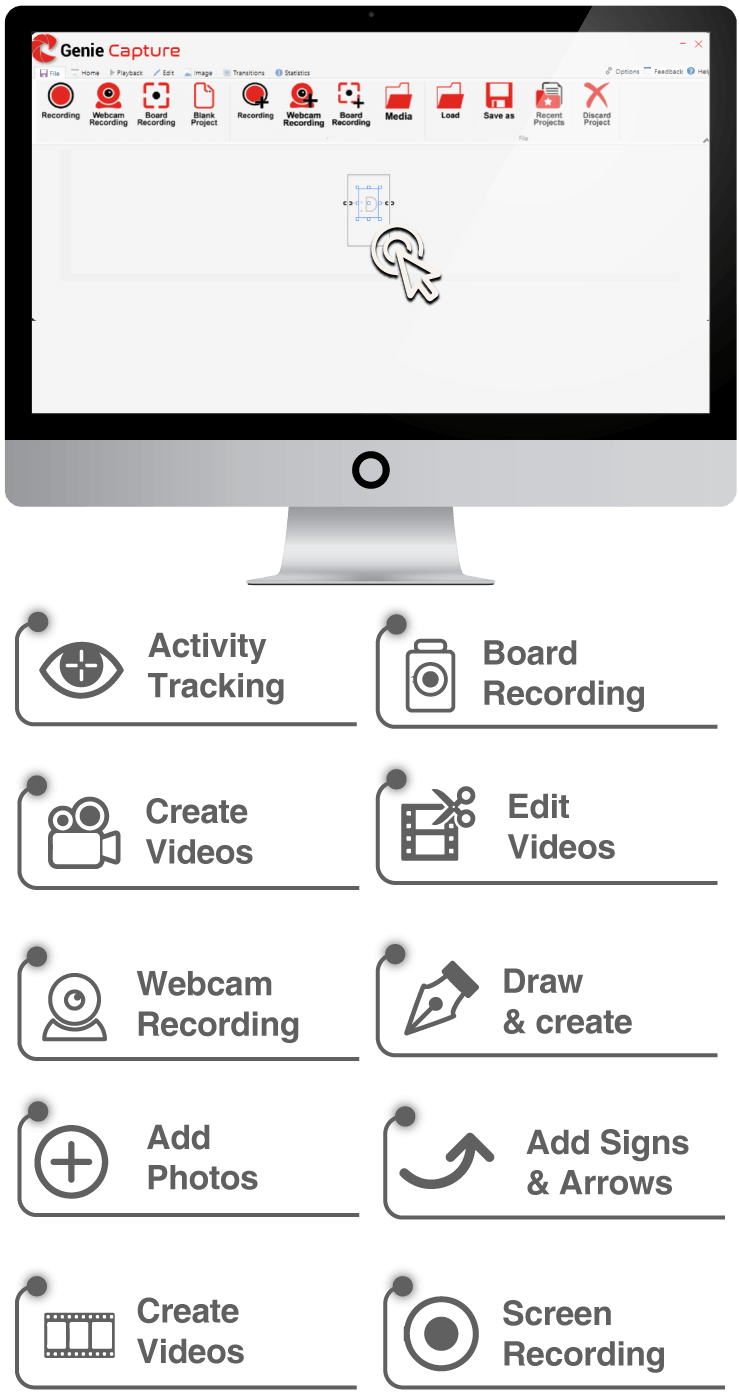 Genie Capture
File Home Playback Edit Image Transitions Statistics Options Feedback Hel
Recording Webcam Recording Board Recording Blank Project Recording Webcam Recording Board Recording Media Load Save as Recent Projects Discard Project
File
D
Activity
Tracking
Board
Recording
Create
Videos
Edit
Videos
Webcam
Recording
Draw
& create
Add
Photos
Add Signs
& Arrows
Create
Videos
Screen
Recording